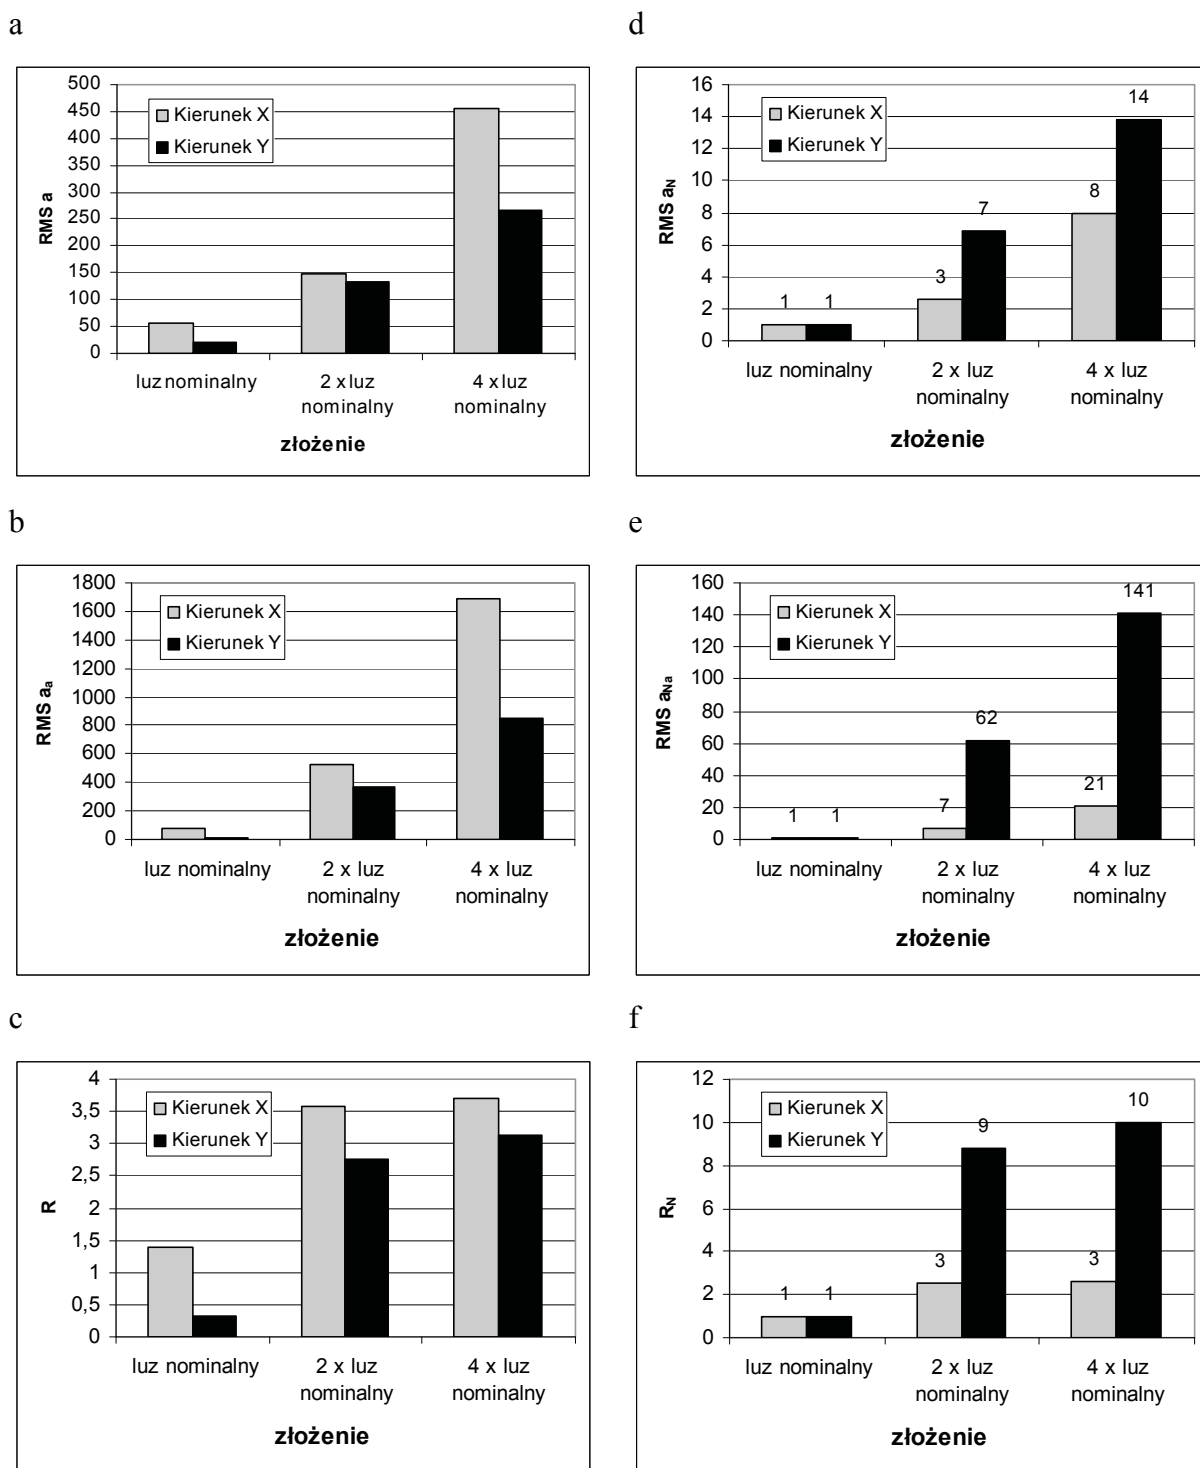 a
500
450
400
350
300
250
200
150
100
50
0
RMS a
Kierunek X
Kierunek Y
luz nominalny
2 x luz
nominalny
4 x luz
nominalny
złożenie
d
16
14
12
10
8
6
4
2
0
RMS aN
Kierunek X
Kierunek Y
1
1
3
7
8
14
luz nominalny
2 x luz
nominalny
4 x luz
nominalny
złożenie
b
1800
1600
1400
1200
1000
800
600
400
200
0
RMS aa
Kierunek X
Kierunek Y
luz nominalny
2 x luz
nominalny
4 x luz
nominalny
złożenie
e
160
140
120
100
80
60
40
20
0
RMS aNa
Kierunek X
Kierunek Y
1
1
7
62
21
141
luz nominalny
2 x luz
nominalny
4 x luz
nominalny
złożenie
c
4
3,5
3
2,5
2
1,5
1
0,5
0
R
Kierunek X
Kierunek Y
luz nominalny
2 x luz
nominalny
4 x luz
nominalny
złożenie
f
12
10
8
6
4
2
0
RN
Kierunek X
Kierunek Y
1
1
3
9
3
10
luz nominalny
2 x luz
nominalny
4 x luz
nominalny
złożenie